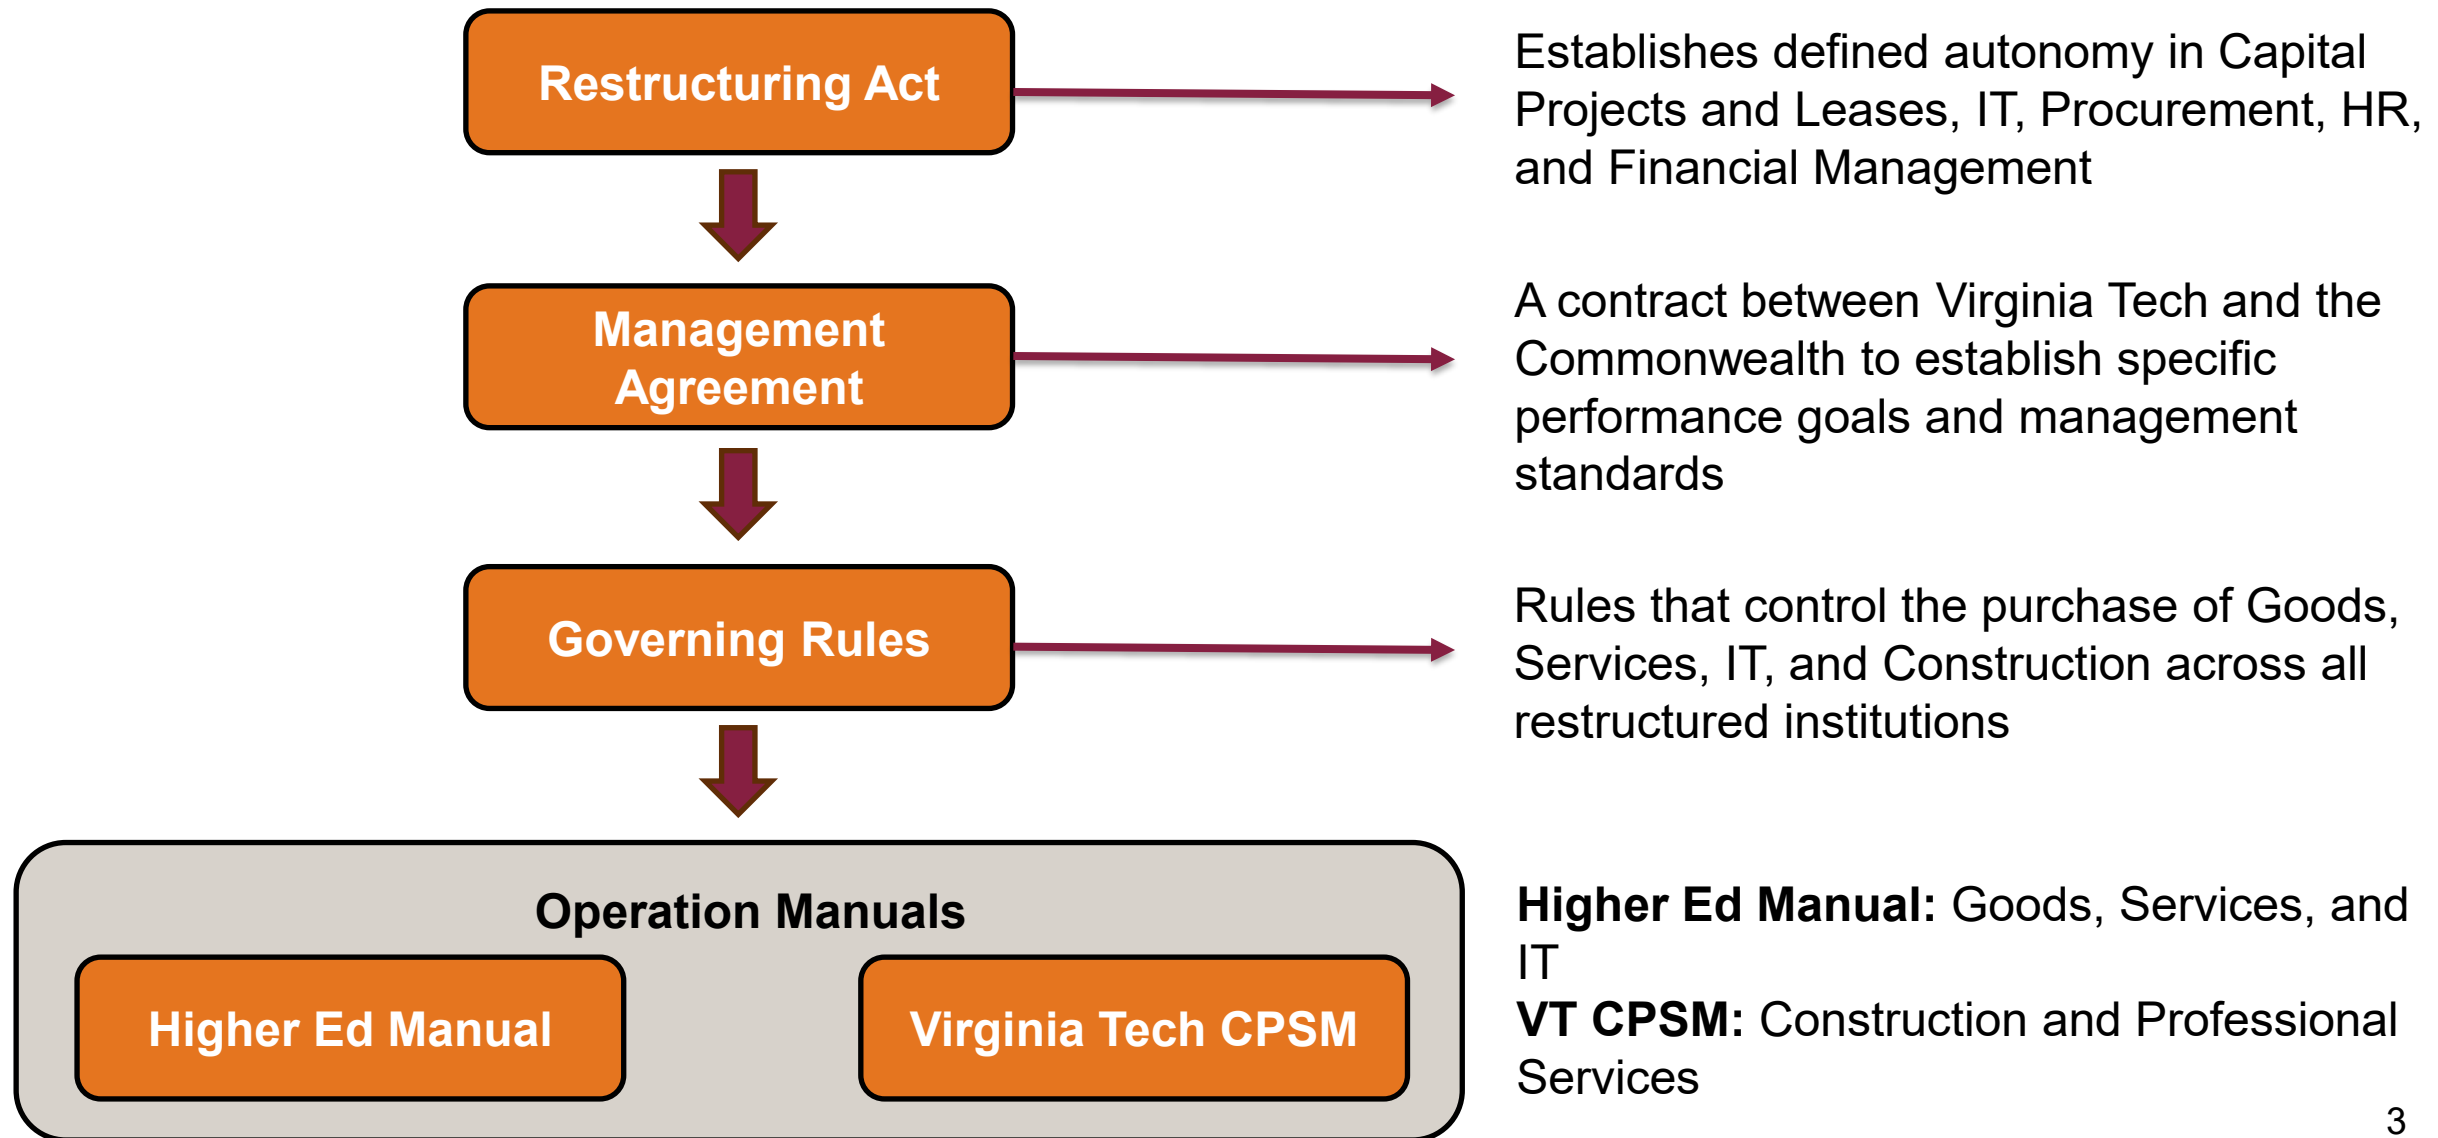 Restructuring Act
Establishes defined autonomy in Capital
Projects and Leases, IT, Procurement, HR,
and Financial Management
Management
Agreement
A contract between Virginia Tech and the
Commonwealth to establish specific
performance goals and management
standards
Governing Rules
Rules that control the purchase of Goods,
Services, IT, and Construction across all
restructured institutions
Operation Manuals
Higher Ed Manual
Virginia Tech CPSM
Higher Ed Manual: Goods, Services, and
IT
VT CPSM: Construction and Professional
Services
3